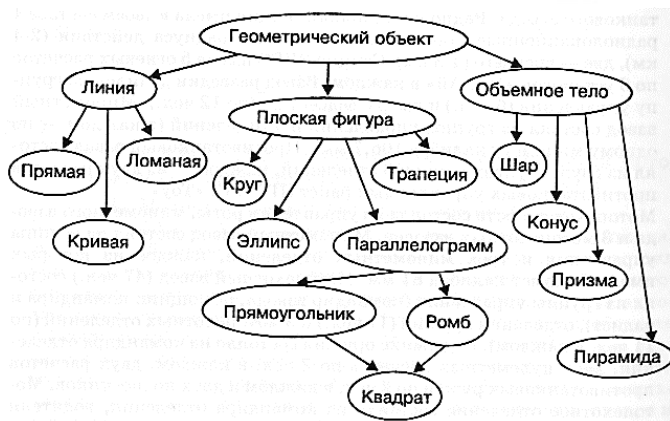 Геометрический объект
Линия
Плоская фигура
Объемное тело
Прямая
Ломаная
Кривая
Круг
Эллипс
Параллелограмм
Трапеция
Шар
Конус
Призма
Пирамида
Прямоугольник
Ромб
Квадрат